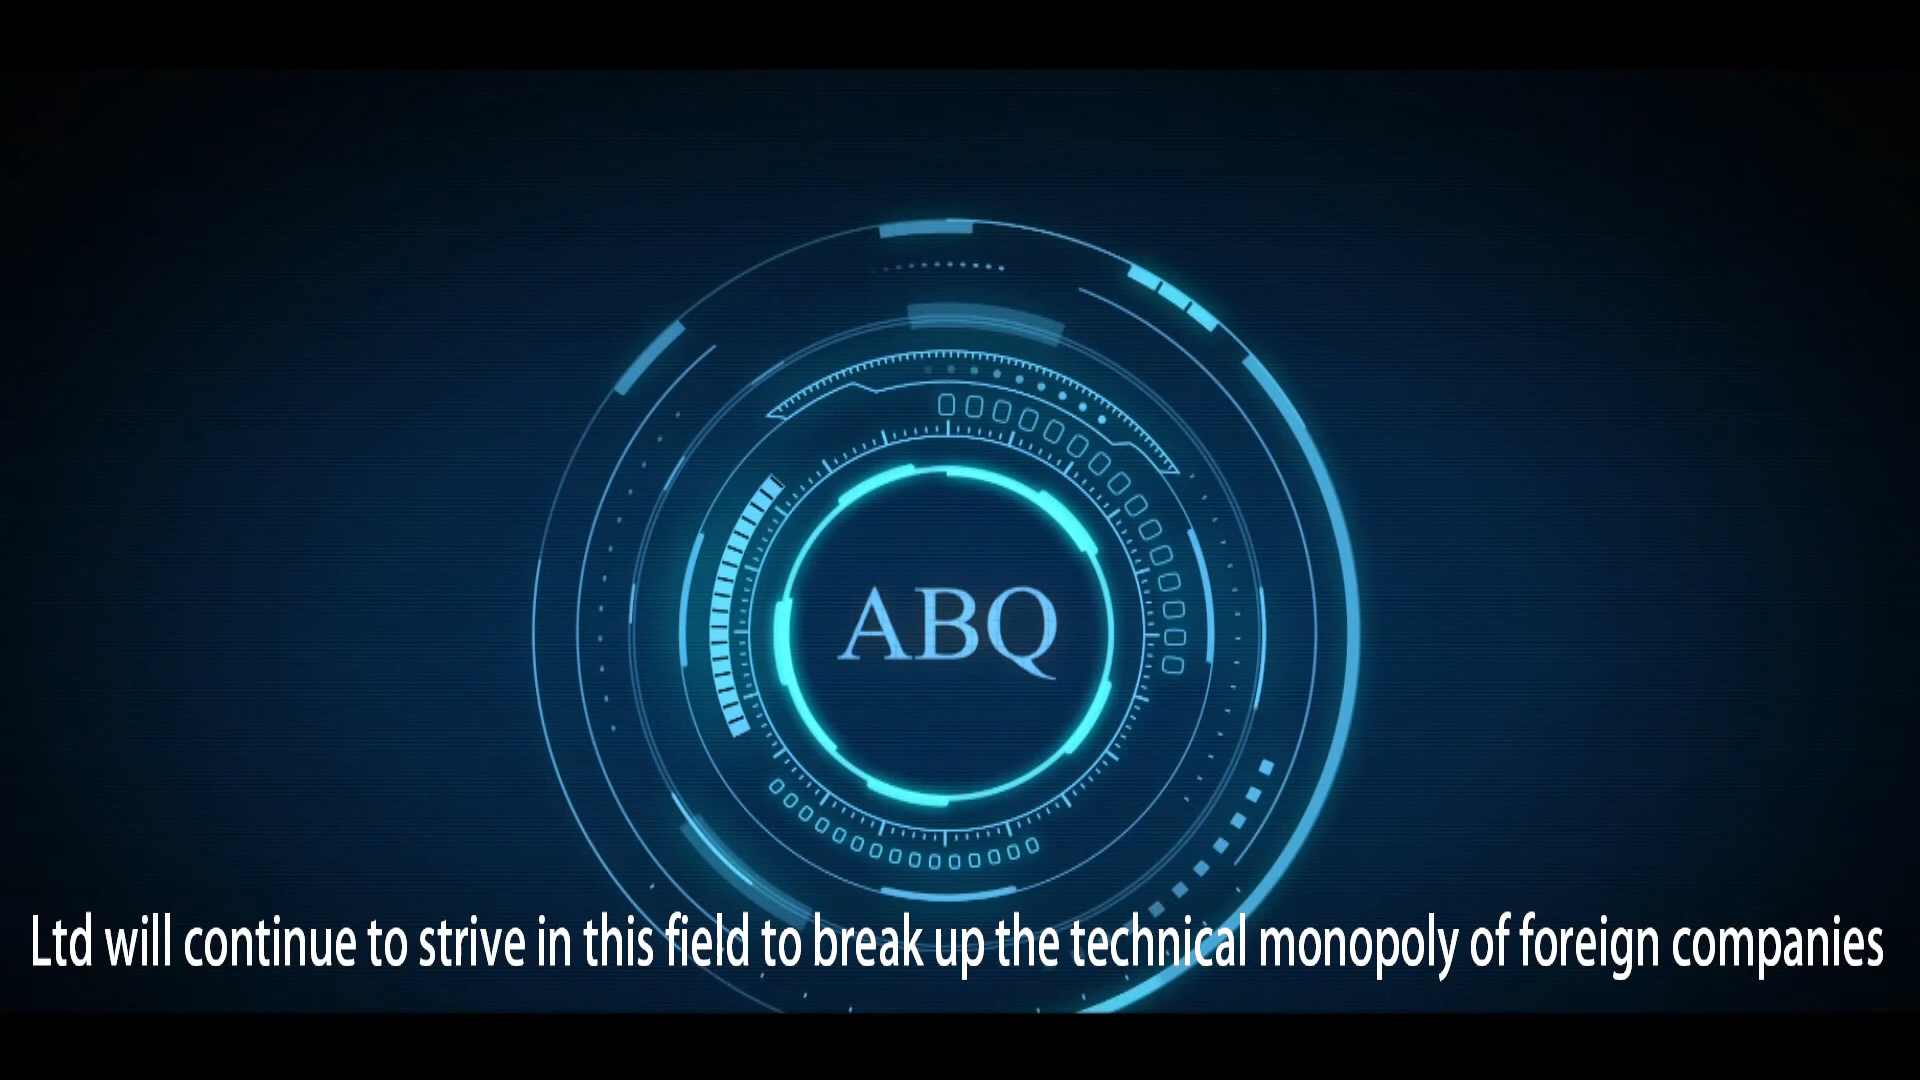 ABQ
Ltd will continue to strive in this field to break up the technical monopoly of foreign companies